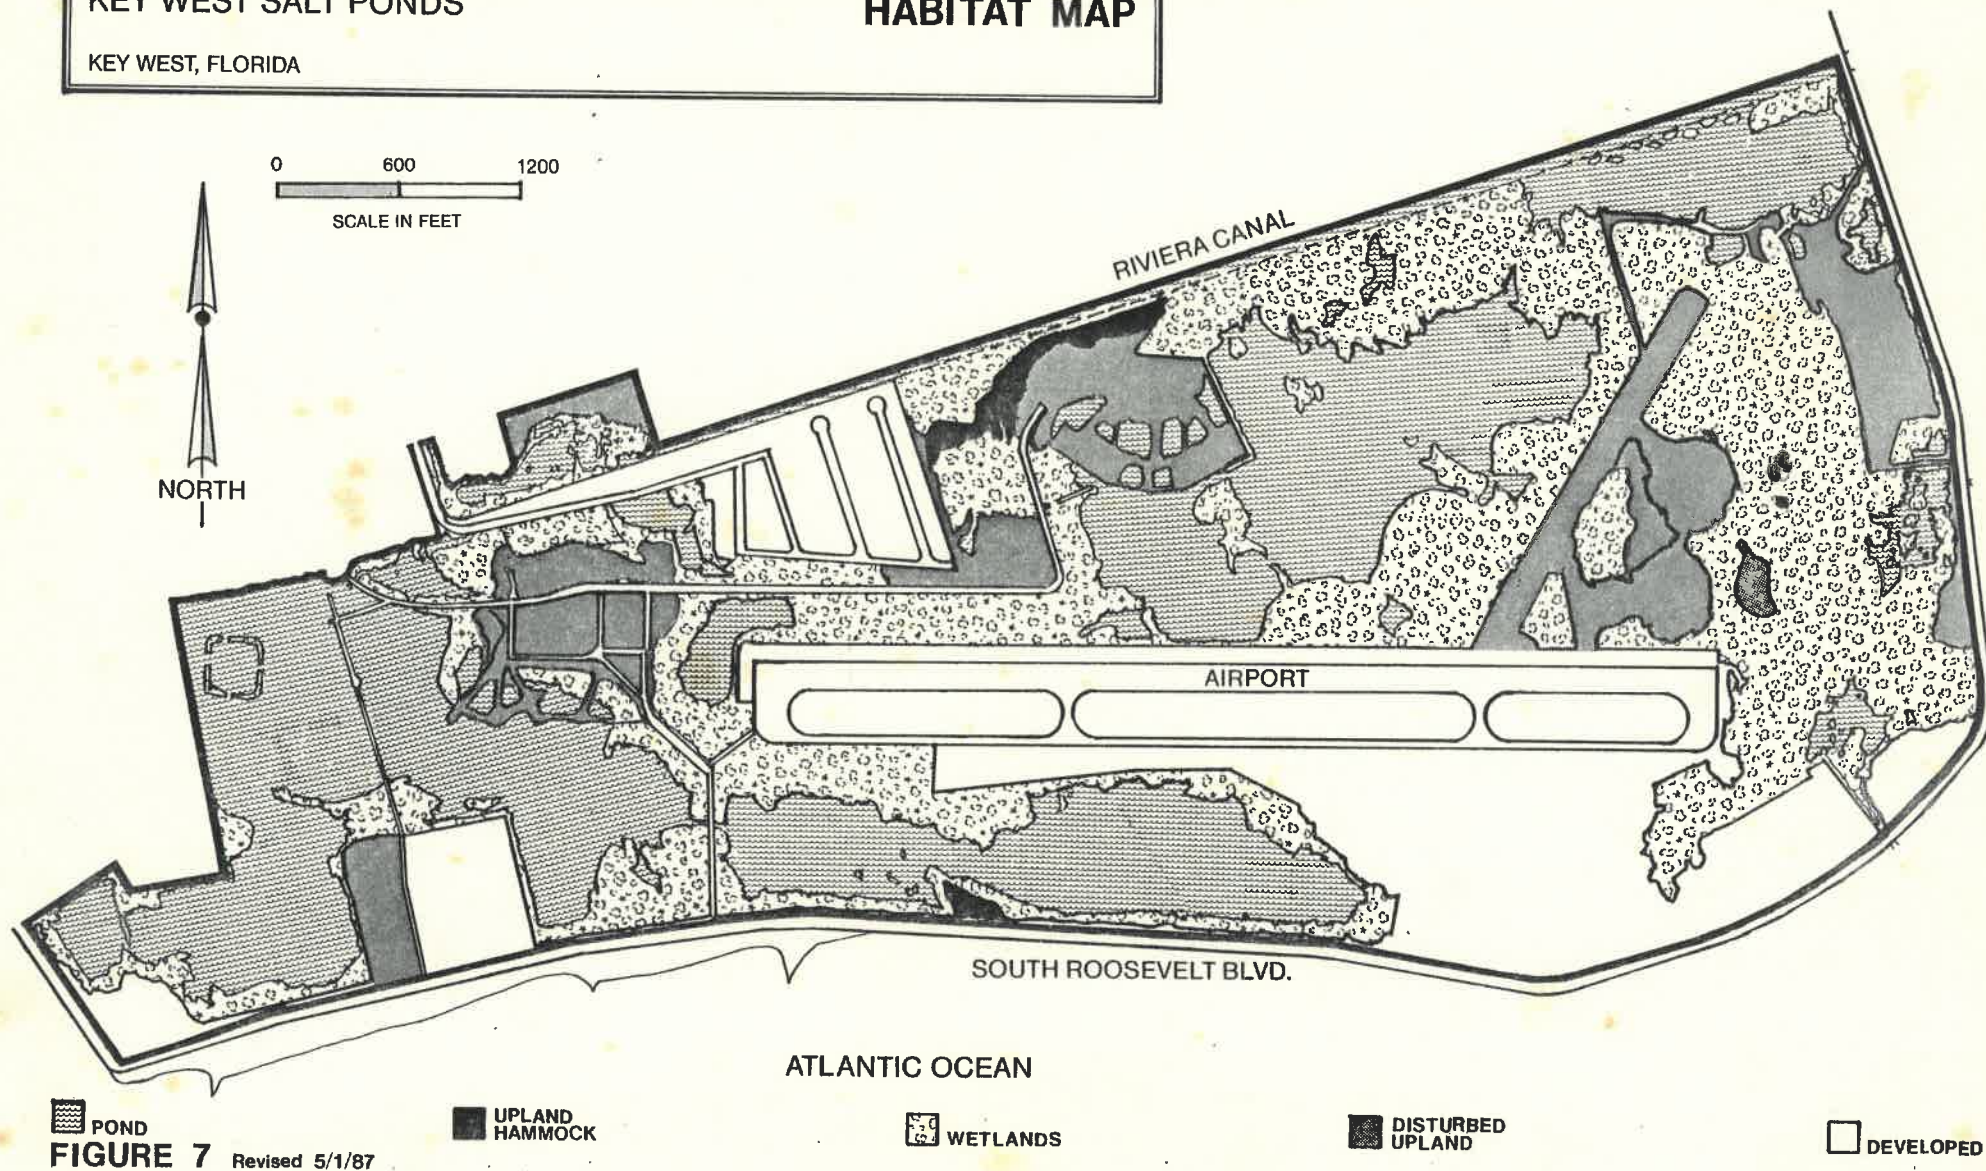 KEY WEST SALT PONDS
HABITAT MAP
KEY WEST, FLORIDA
0 600 1200
SCALE IN FEET
NORTH
RIVIERA CANAL
AIRPORT
SOUTH ROOSEVELT BLVD.
ATLANTIC OCEAN
POND
UPLAND
HAMMOCK
WETLANDS
DISTURBED
UPLAND
DEVELOPED
FIGURE 7 Revised 5/1/87